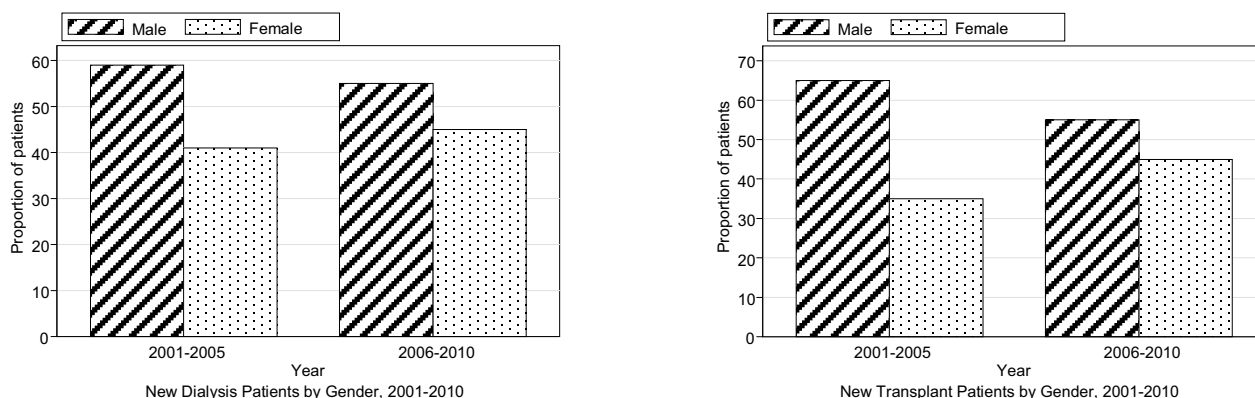 Male Female
60
50
40
30
20
10
0
Proportion of patients
2001-2005 2006-2010
Year
New Dialysis Patients by Gender, 2001-2010
Male Female
70
60
50
40
30
20
10
0
Proportion of patients
2001-2005 2006-2010
Year
New Transplant Patients by Gender, 2001-2010